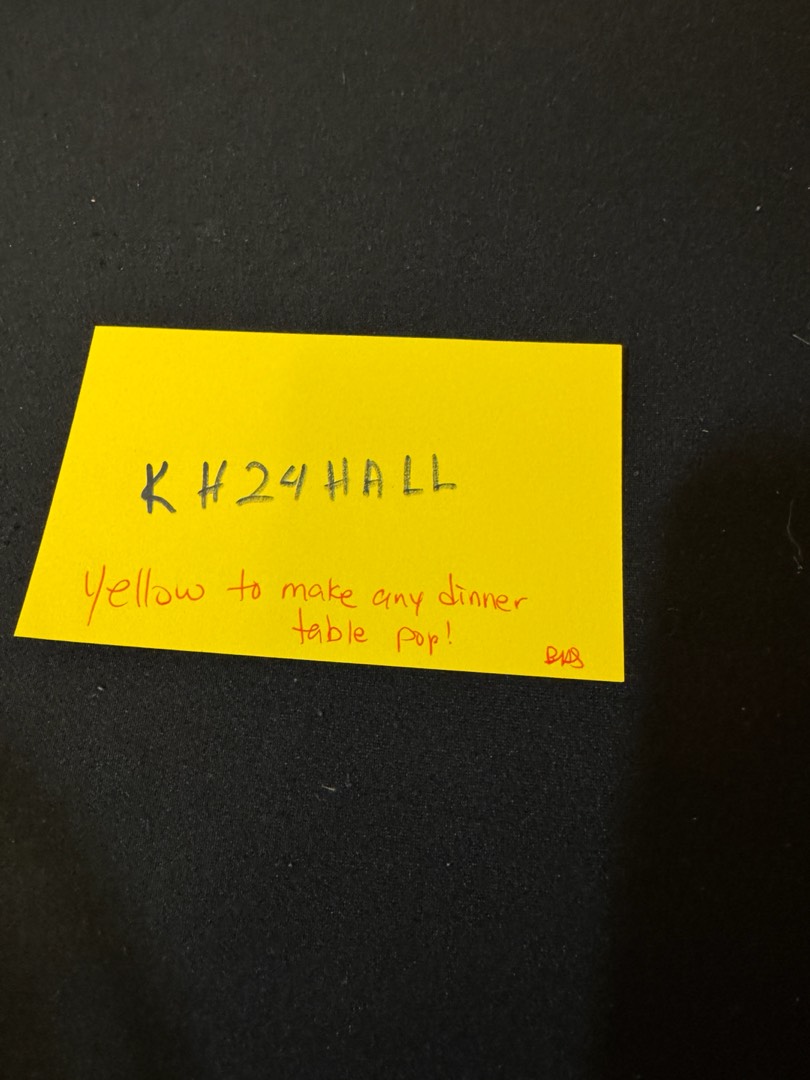 KH24HALL
Yellow to make any dinner
table pop!